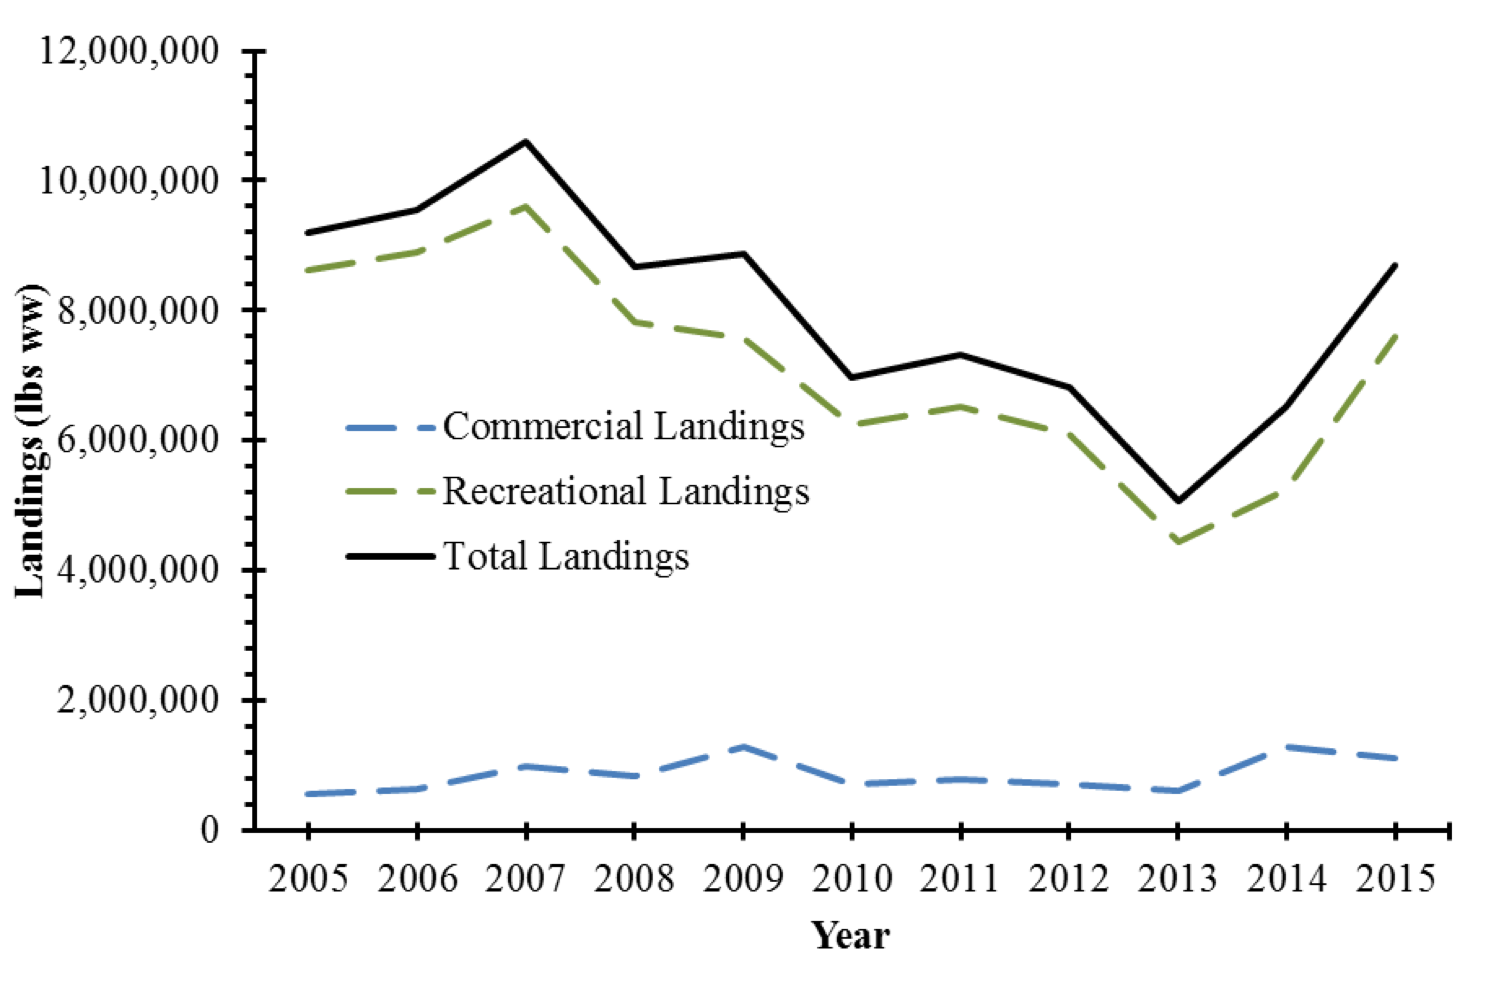 12,000,000
10,000,000
8,000,000
6,000,000
4,000,000
2,000,000
0
Landings (lbs ww)
Commercial Landings
Recreational Landings
Total Landings
2005 2006 2007 2008 2009 2010 2011 2012 2013 2014 2015
Year